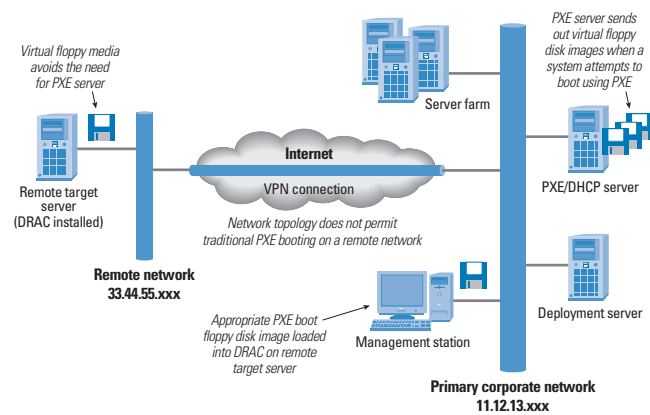 Virtual floppy media
avoids the need
for PXE server
Remote target
server
(DRAC installed)
Remote network
33.44.55.xxx
Internet
VPN connection
Network topology does not permit
traditional PXE booting on a remote network
Server farm
PXE server sends
out virtual floppy
disk images when a
system attempts to
boot using PXE
PXE/DHCP server
Deployment server
Appropriate PXE boot
floppy disk image loaded
into DRAC on remote
target server
Management station
Primary corporate network
11.12.13.xxx